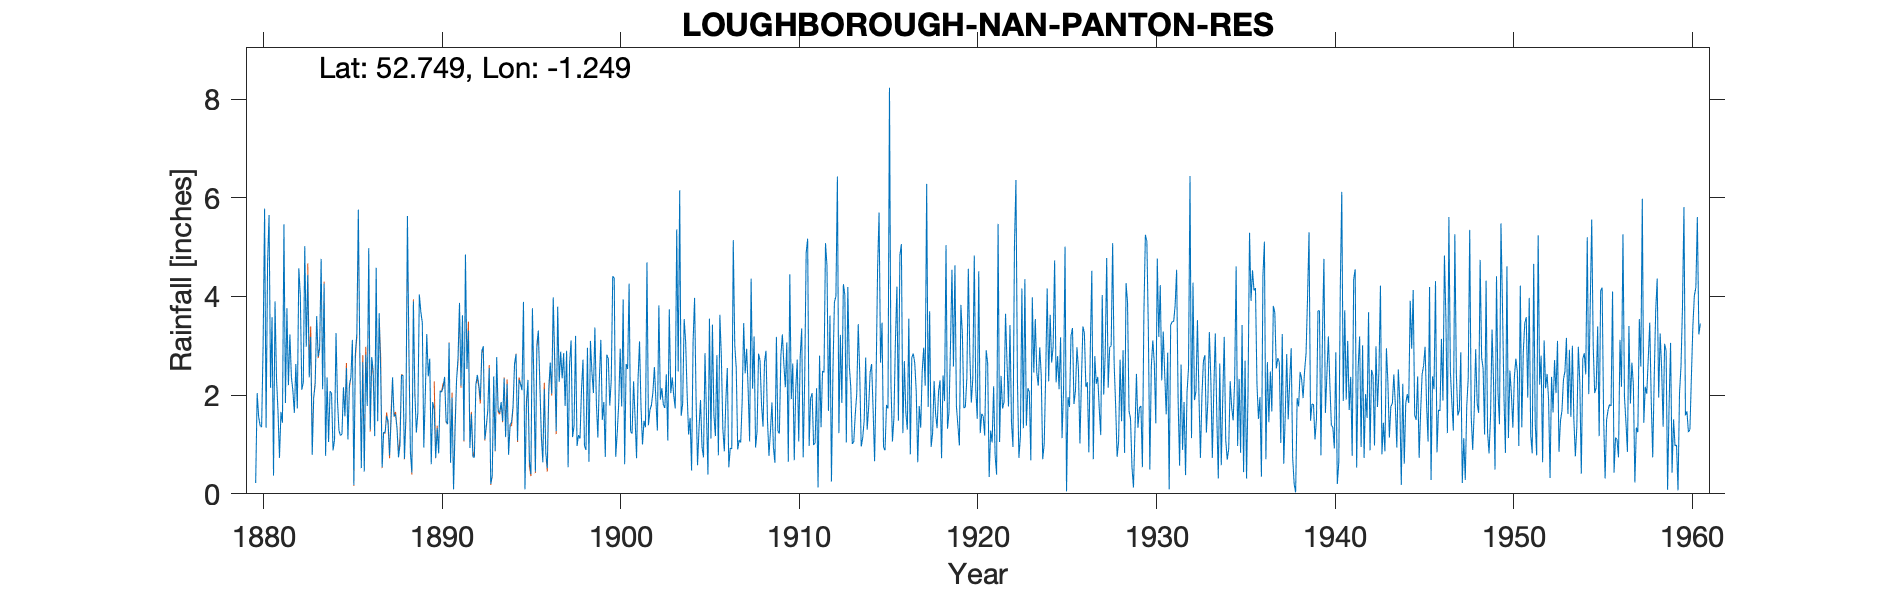 LOUGHBOROUGH-NAN-PANTON-RES
Lat: 52.749, Lon: -1.249
Rainfall [inches]
8
6
4
2
0
1880 1890 1900 1910 1920 1930 1940 1950 1960
Year